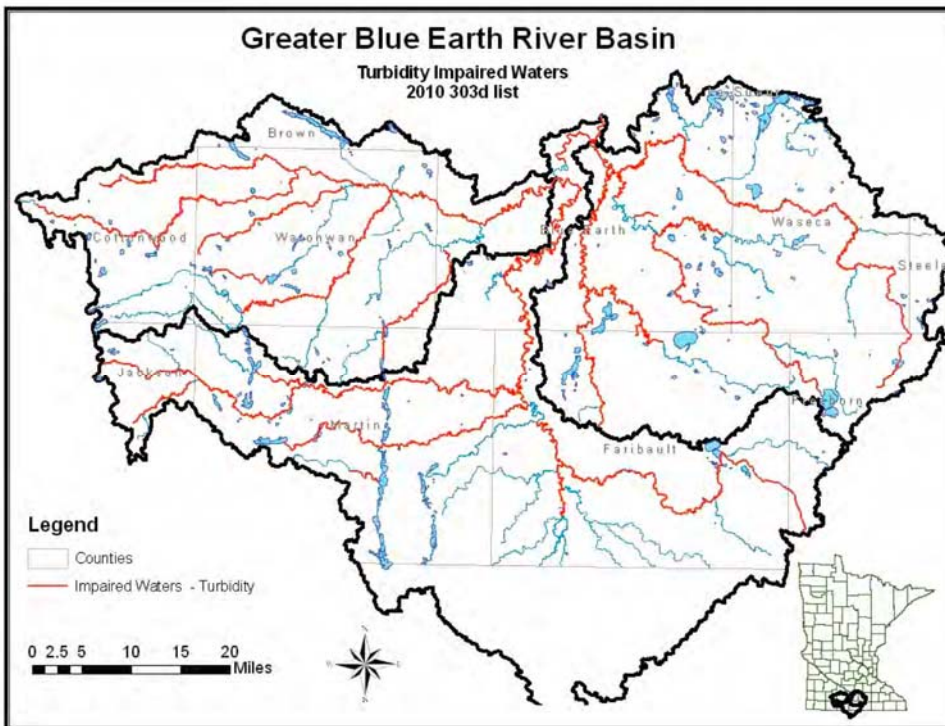 Greater Blue Earth River Basin
Turbidity Impaired Waters
2010 303d list
Brown
Cottonwood
Watonwan
Blue Earth
Waseca
Steele
Jackson
Martin
Faribault
Freeborn
Legend
Counties
Impaired Waters - Turbidity
0 2.5 5 10 15 20
Miles